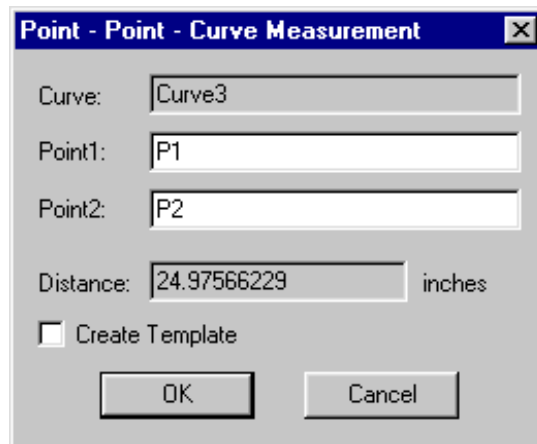 Point - Point - Curve Measurement
Curve: Curve3
Point1: P1
Point2: P2
Distance: 24.97566229 inches
Create Template
OK Cancel